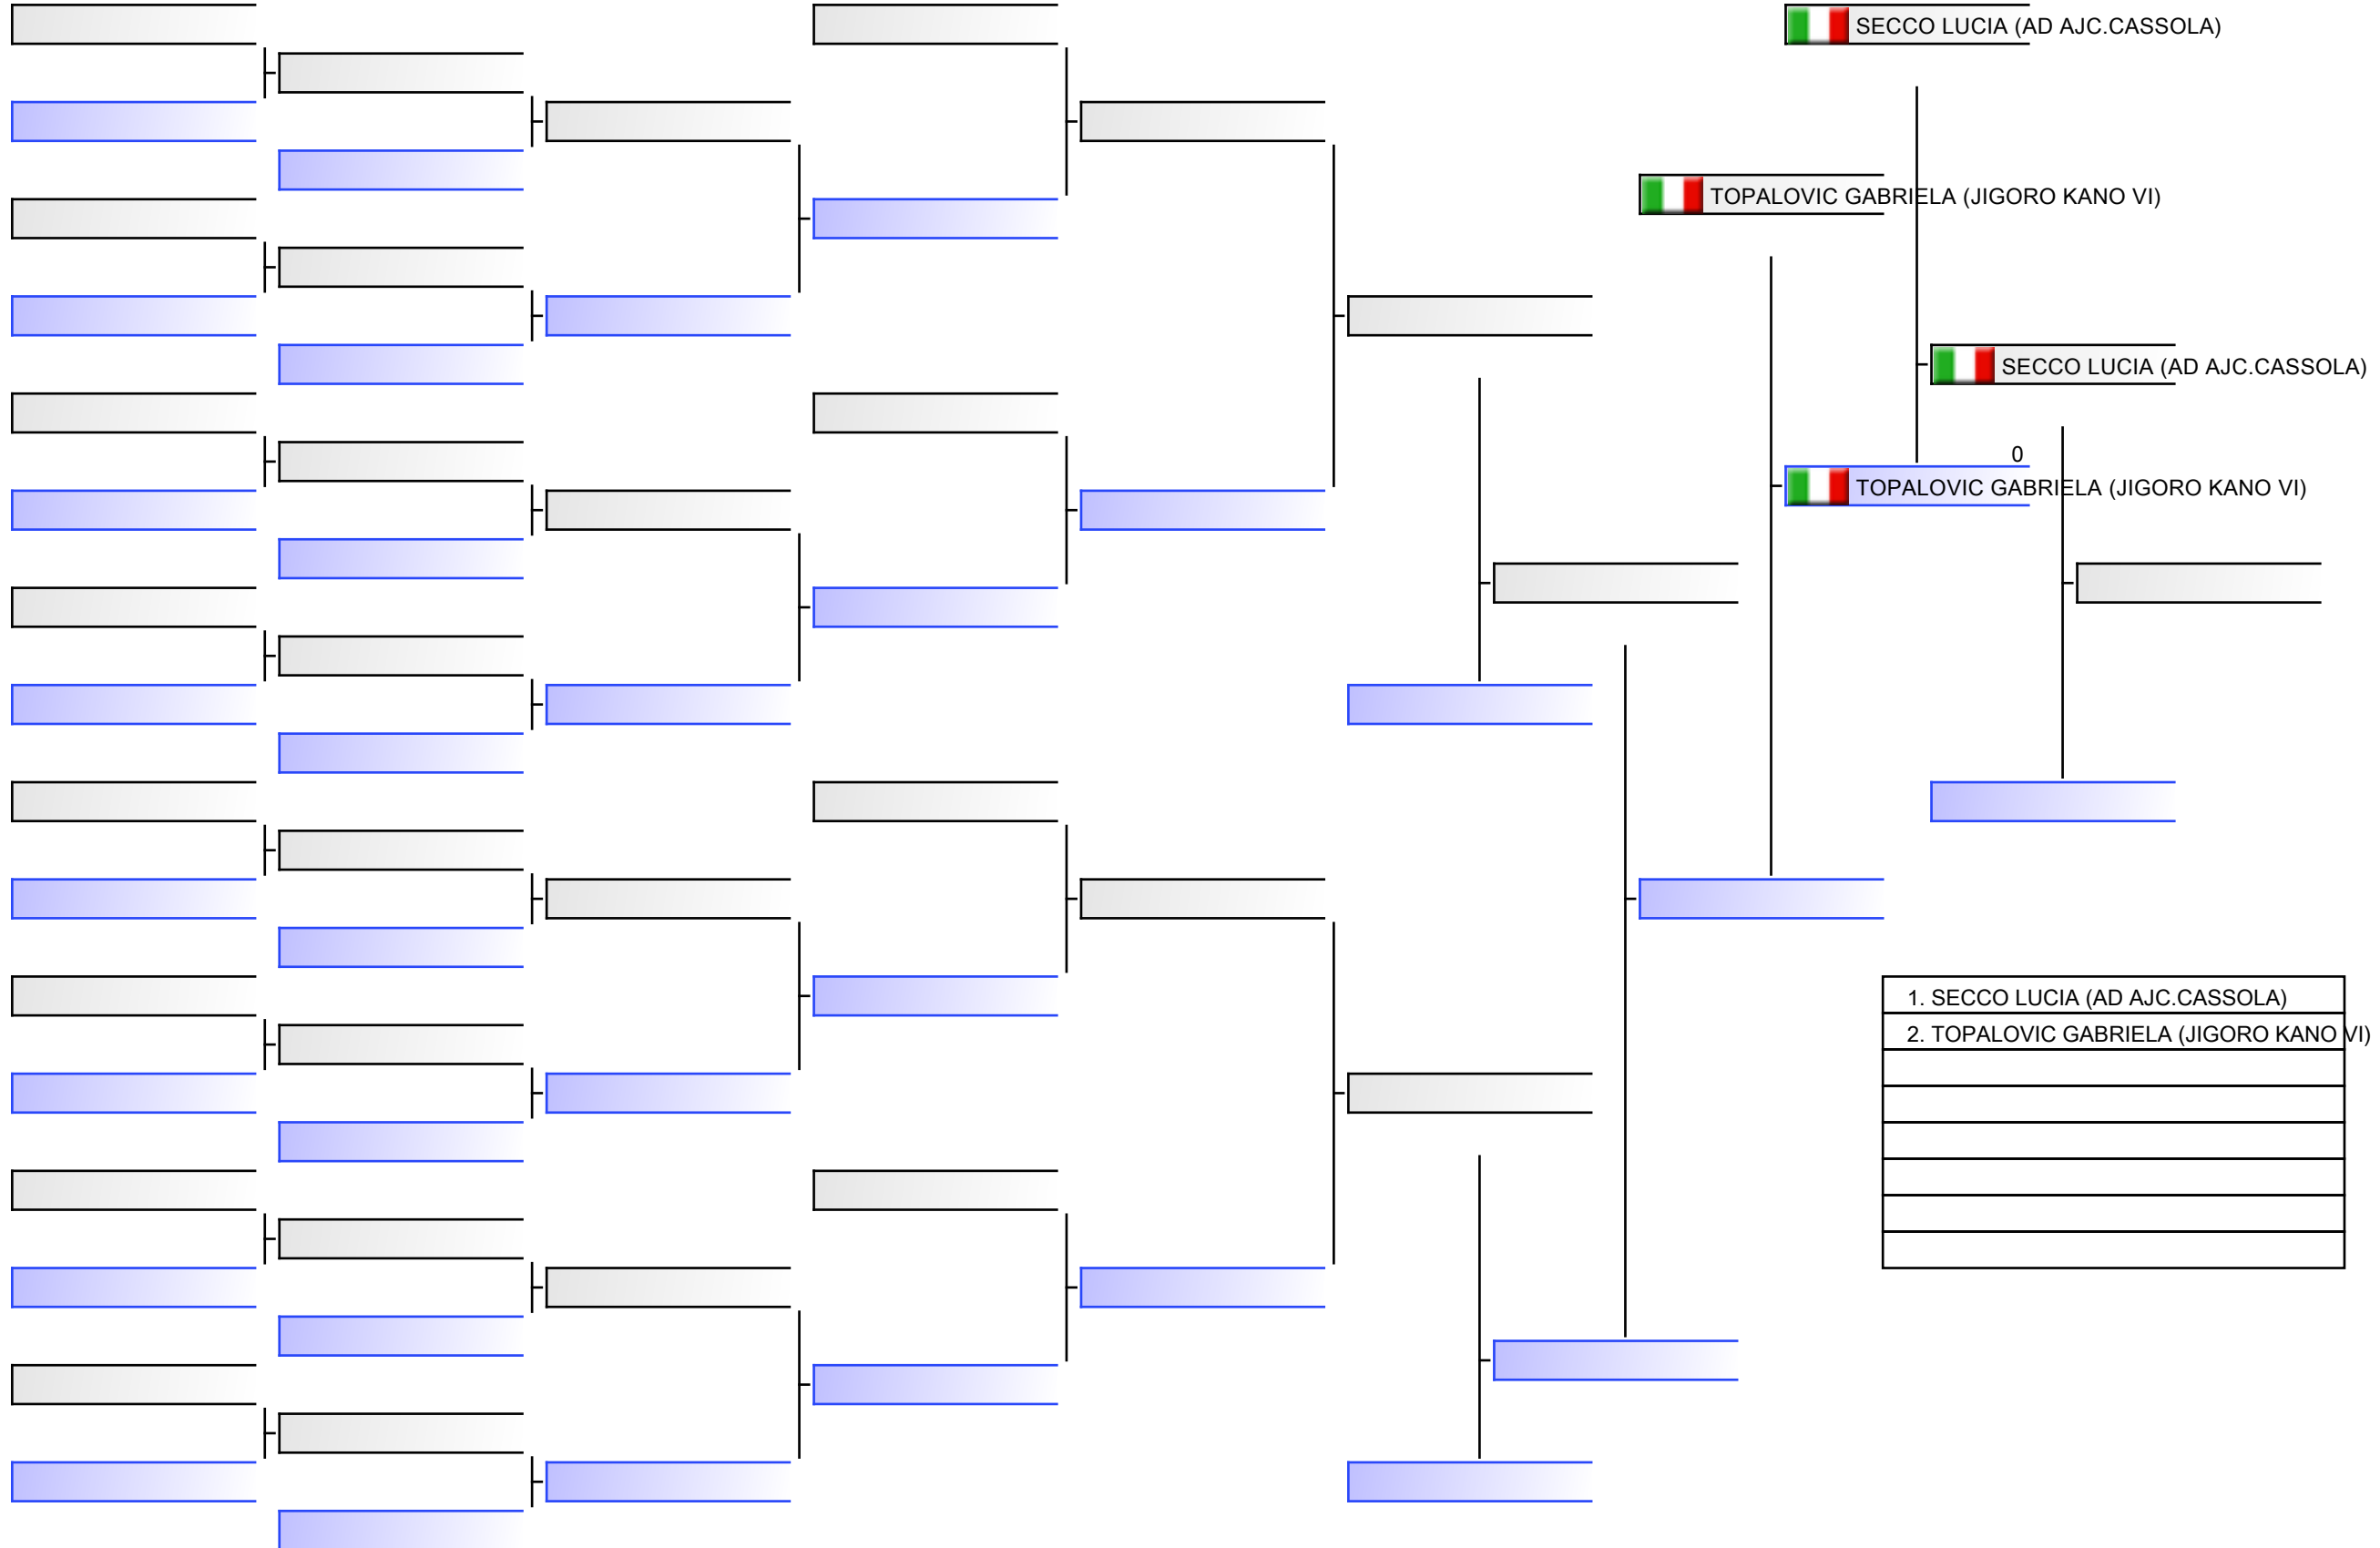 SECCO LUCIA (AD AJC.CASSOLA)
TOPALOVIC GABRIELA (JIGORO KANO VI)
SECCO LUCIA (AD AJC.CASSOLA)
0
TOPALOVIC GABRIELA (JIGORO KANO VI)
1. SECCO LUCIA (AD AJC.CASSOLA)
2. TOPALOVIC GABRIELA (JIGORO KANO VI)